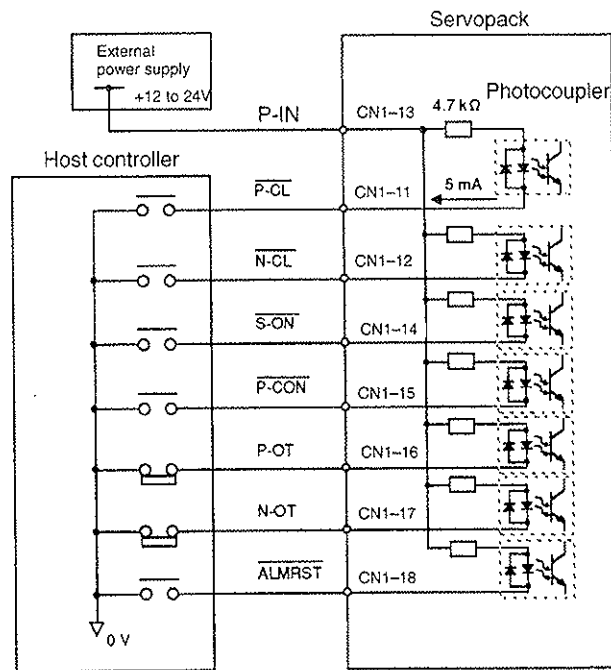 Servopack
External
power supply
+12 to 24V
P-IN
CN1–13
4.7 kΩ
Photocoupler
Host controller
P-CL
CN1–11
5 mA
N-CL
CN1–12
S-ON
CN1–14
P-CON
CN1–15
P-OT
CN1–16
N-OT
CN1–17
ALMRST
CN1–18
0 V